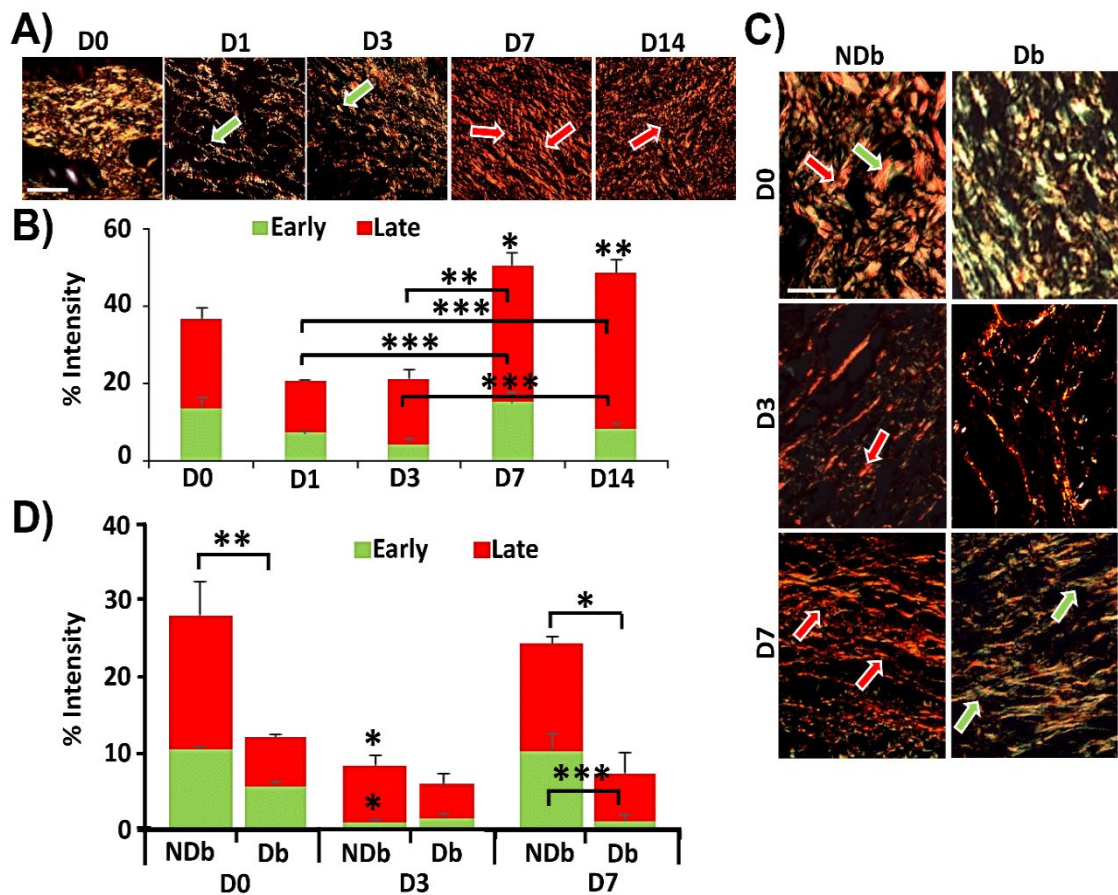 A)
D0 D1 D3 D7 D14
B)
Early Late
% Intensity
60
40
20
0
* **
**
***
***
***
D0 D1 D3 D7 D14
C)
NDb Db
D0
D3
D7
D)
Early Late
% Intensity
40
30
20
10
0
**
*
*
*
***
NDb Db NDb Db NDb Db
D0 D3 D7